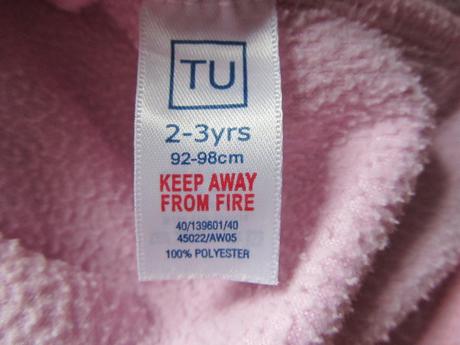 TU
2-3yrs
92-98cm
KEEP AWAY
FROM FIRE
40/139601/40
45022/AW05
100% POLYESTER